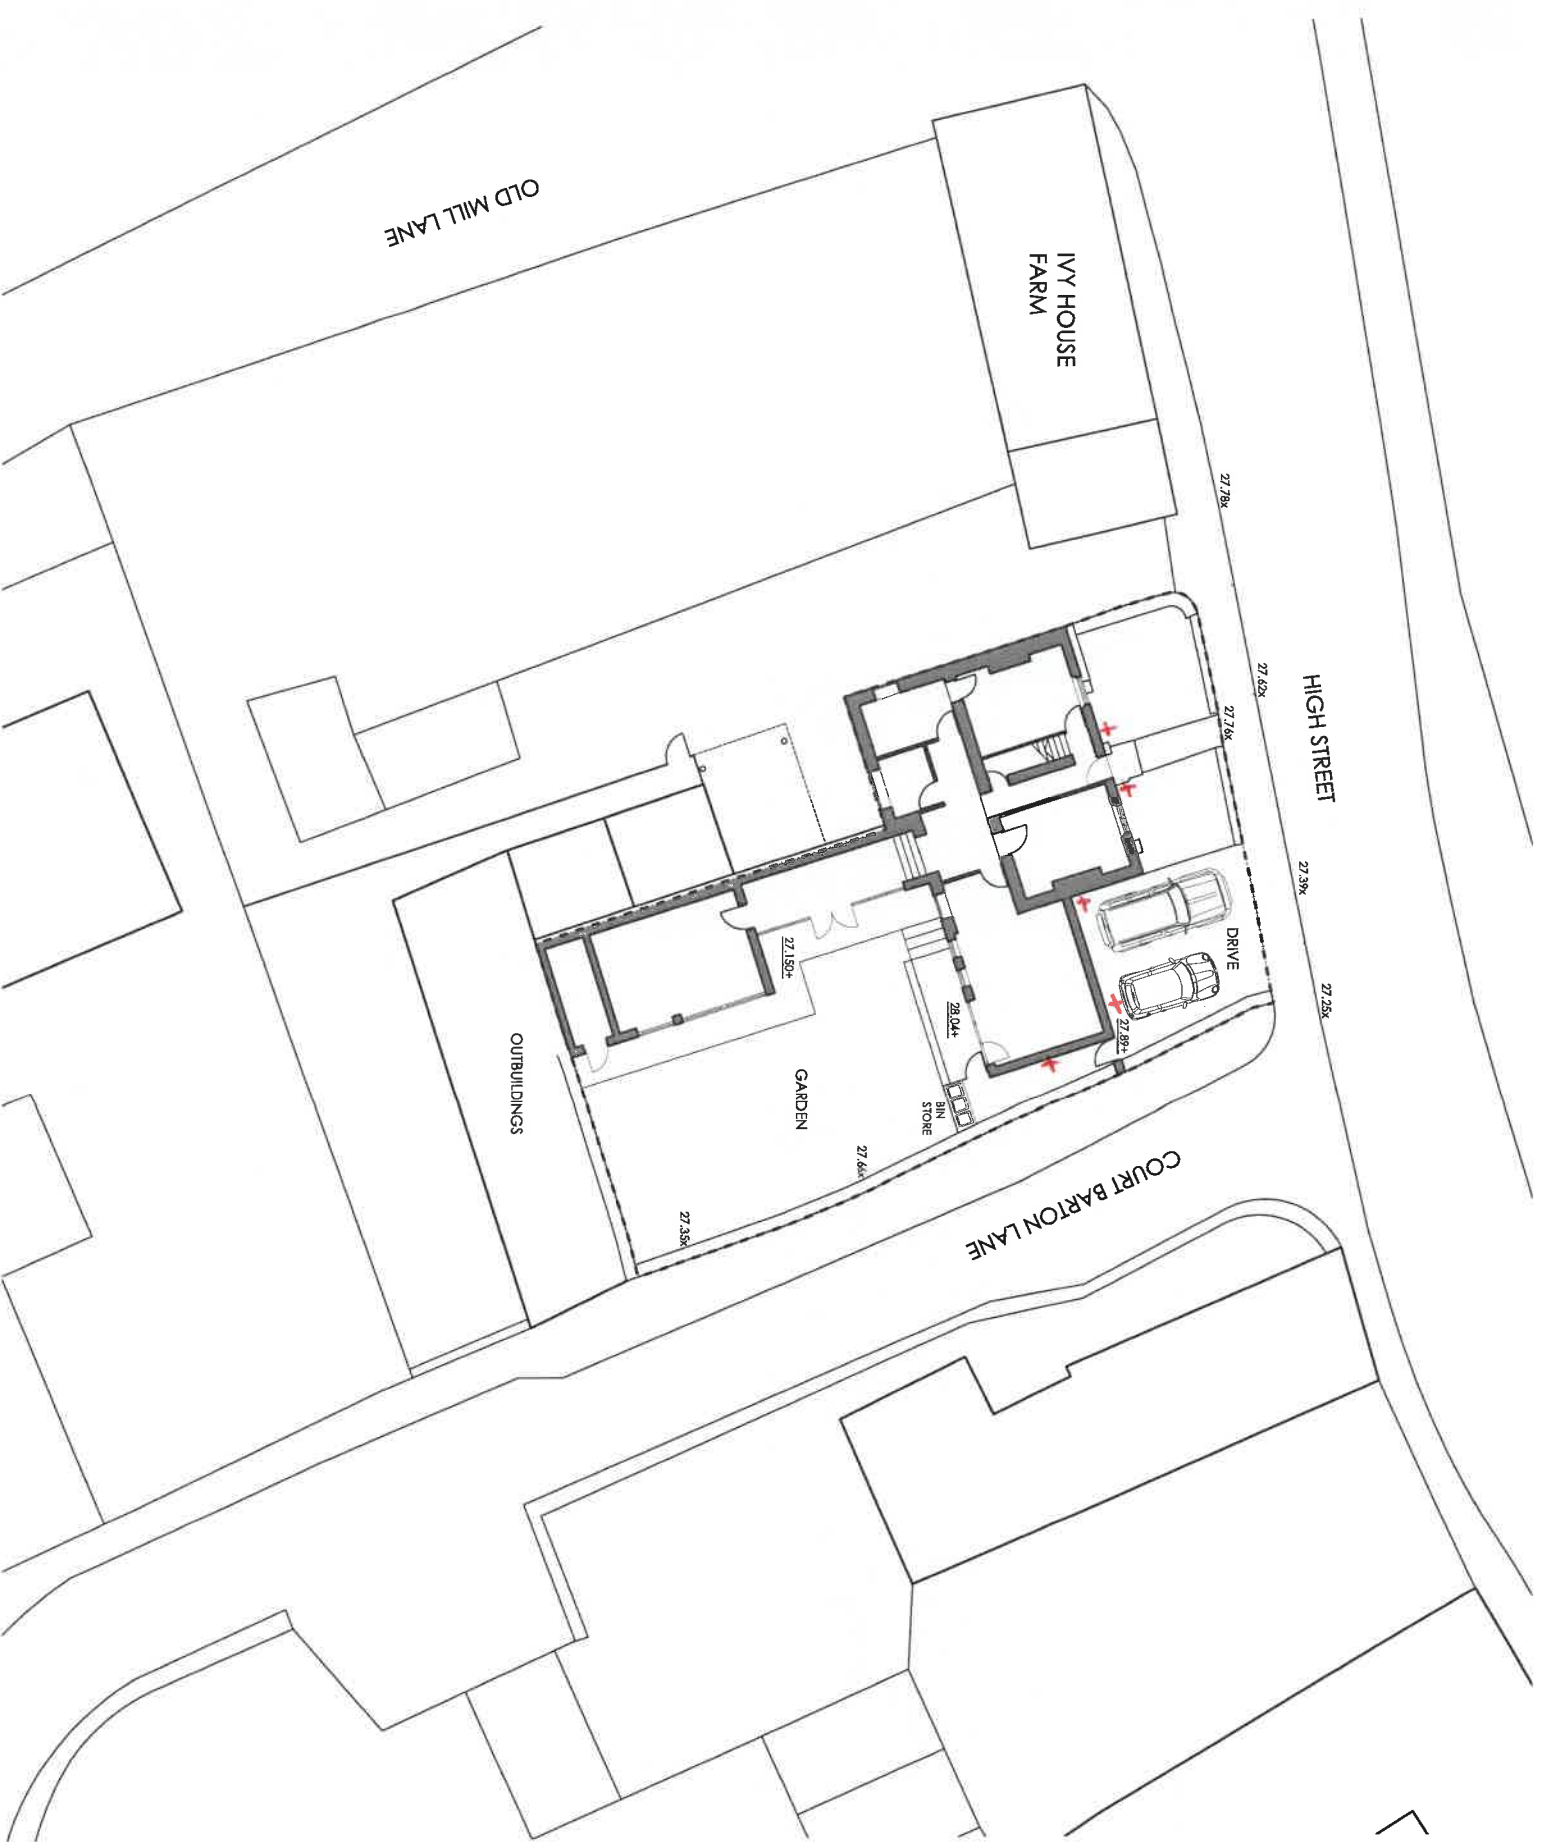 OLD MILL LANE
IVY HOUSE
FARM
27.78x
27.62x
27.76x
HIGH STREET
27.39x
DRIVE
27.25x
27.150+
28.04+
27.89+
OUTBUILDINGS
GARDEN
BIN
STORE
27.66x
27.35x
COURT BARTON LANE